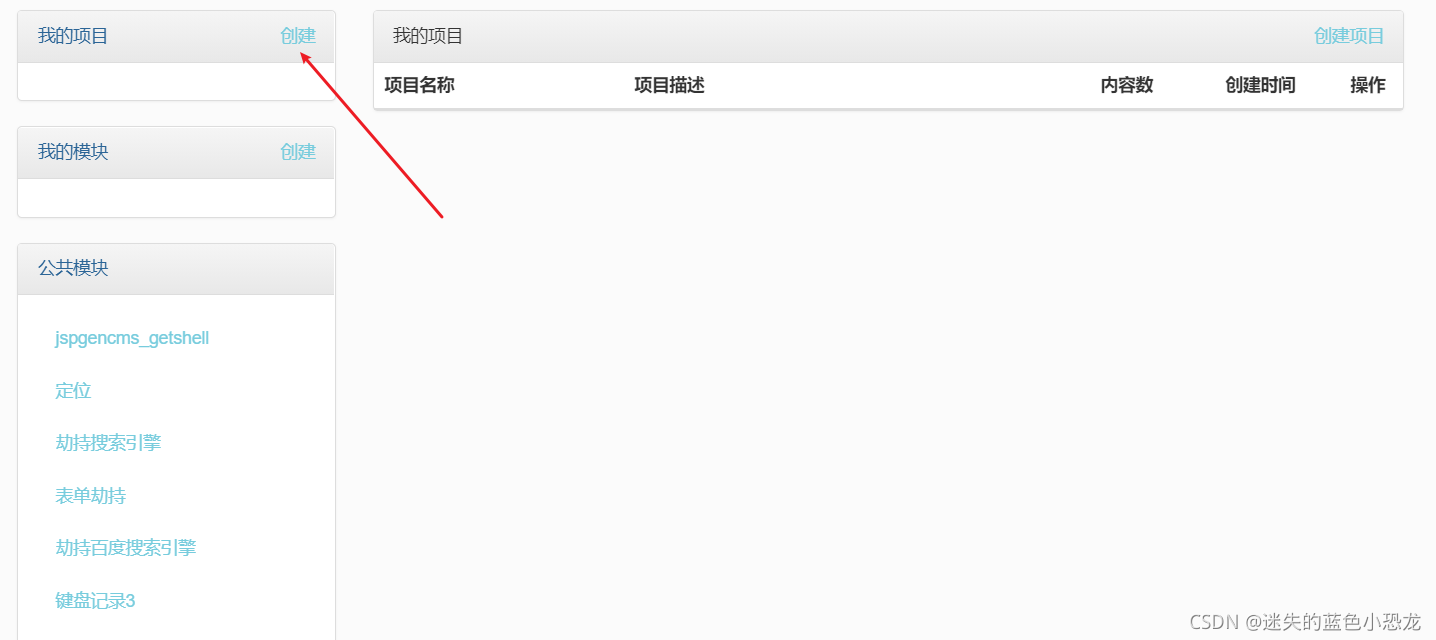 我的项目 创建
我的模块 创建
公共模块
jspgencms_getshell
定位
劫持搜索引擎
表单劫持
劫持百度搜索引擎
键盘记录3
我的项目 创建项目
项目名称 项目描述 内容数 创建时间 操作
CSDN @迷失的蓝色小恐龙